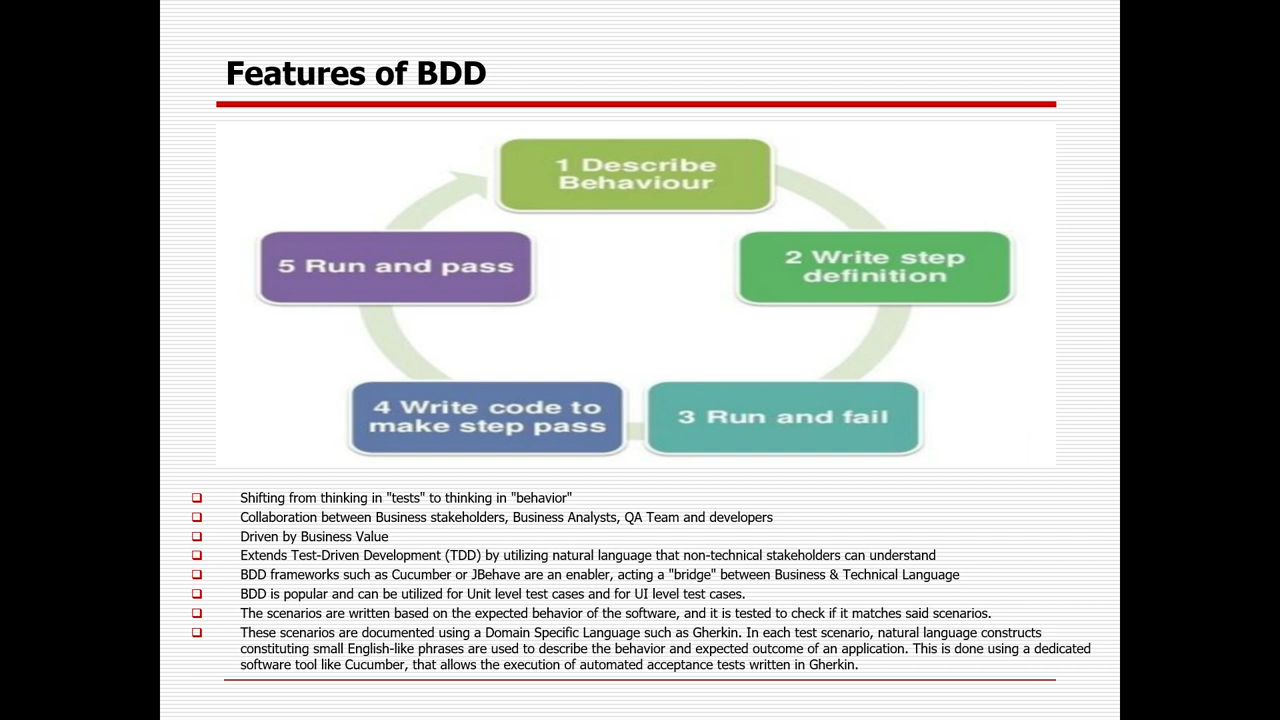 Features of BDD
1 Describe
Behaviour
2 Write step
definition
3 Run and fail
4 Write code to
make step pass
5 Run and pass
Shifting from thinking in "tests" to thinking in "behavior"
Collaboration between Business stakeholders, Business Analysts, QA Team and developers
Driven by Business Value
Extends Test-Driven Development (TDD) by utilizing natural language that non-technical stakeholders can understand
BDD frameworks such as Cucumber or JBehave are an enabler, acting a "bridge" between Business & Technical Language
BDD is popular and can be utilized for Unit level test cases and for UI level test cases.
The scenarios are written based on the expected behavior of the software, and it is tested to check if it matches said scenarios.
These scenarios are documented using a Domain Specific Language such as Gherkin. In each test scenario, natural language constructs
constituting small English-like phrases are used to describe the behavior and expected outcome of an application. This is done using a dedicated
software tool like Cucumber, that allows the execution of automated acceptance tests written in Gherkin.